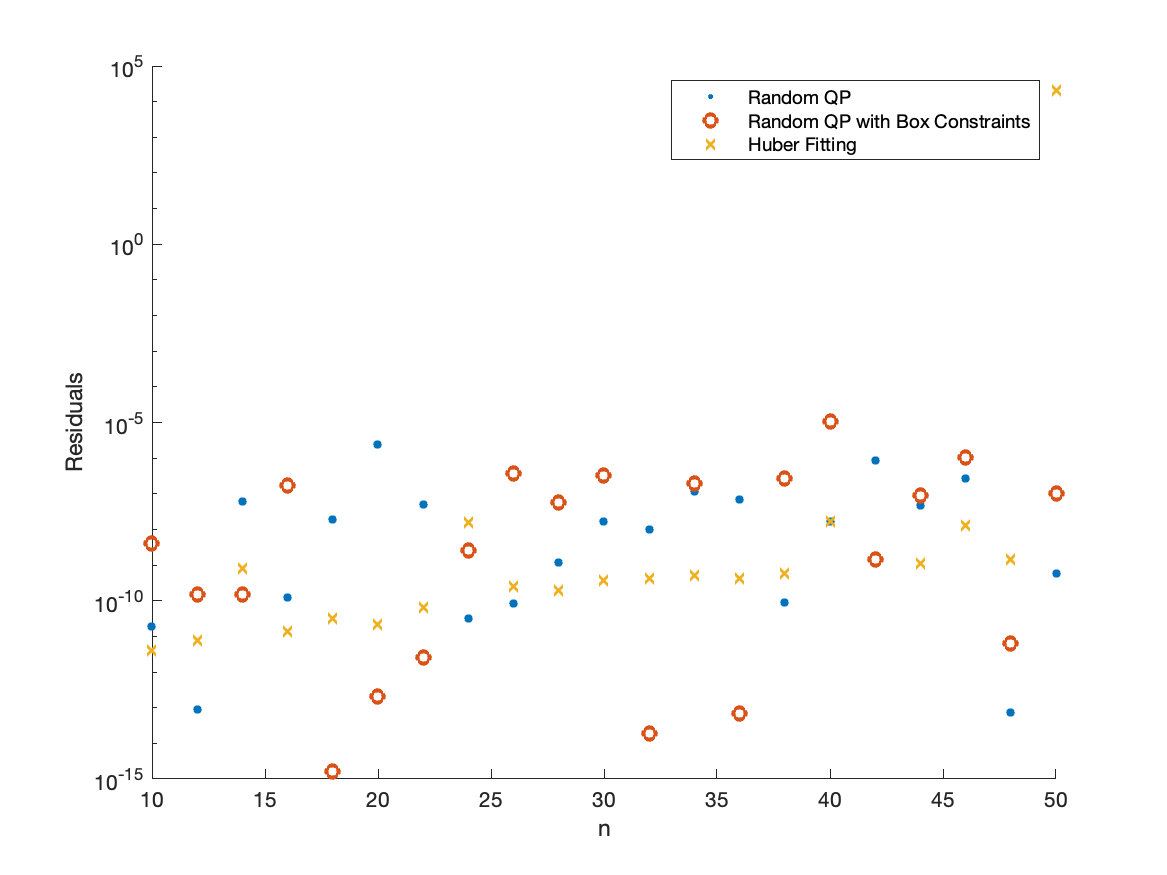 10^5
10^0
10^-5
10^-10
10^-15
Residuals
Random QP
Random QP with Box Constraints
Huber Fitting
10 15 20 25 30 35 40 45 50
n